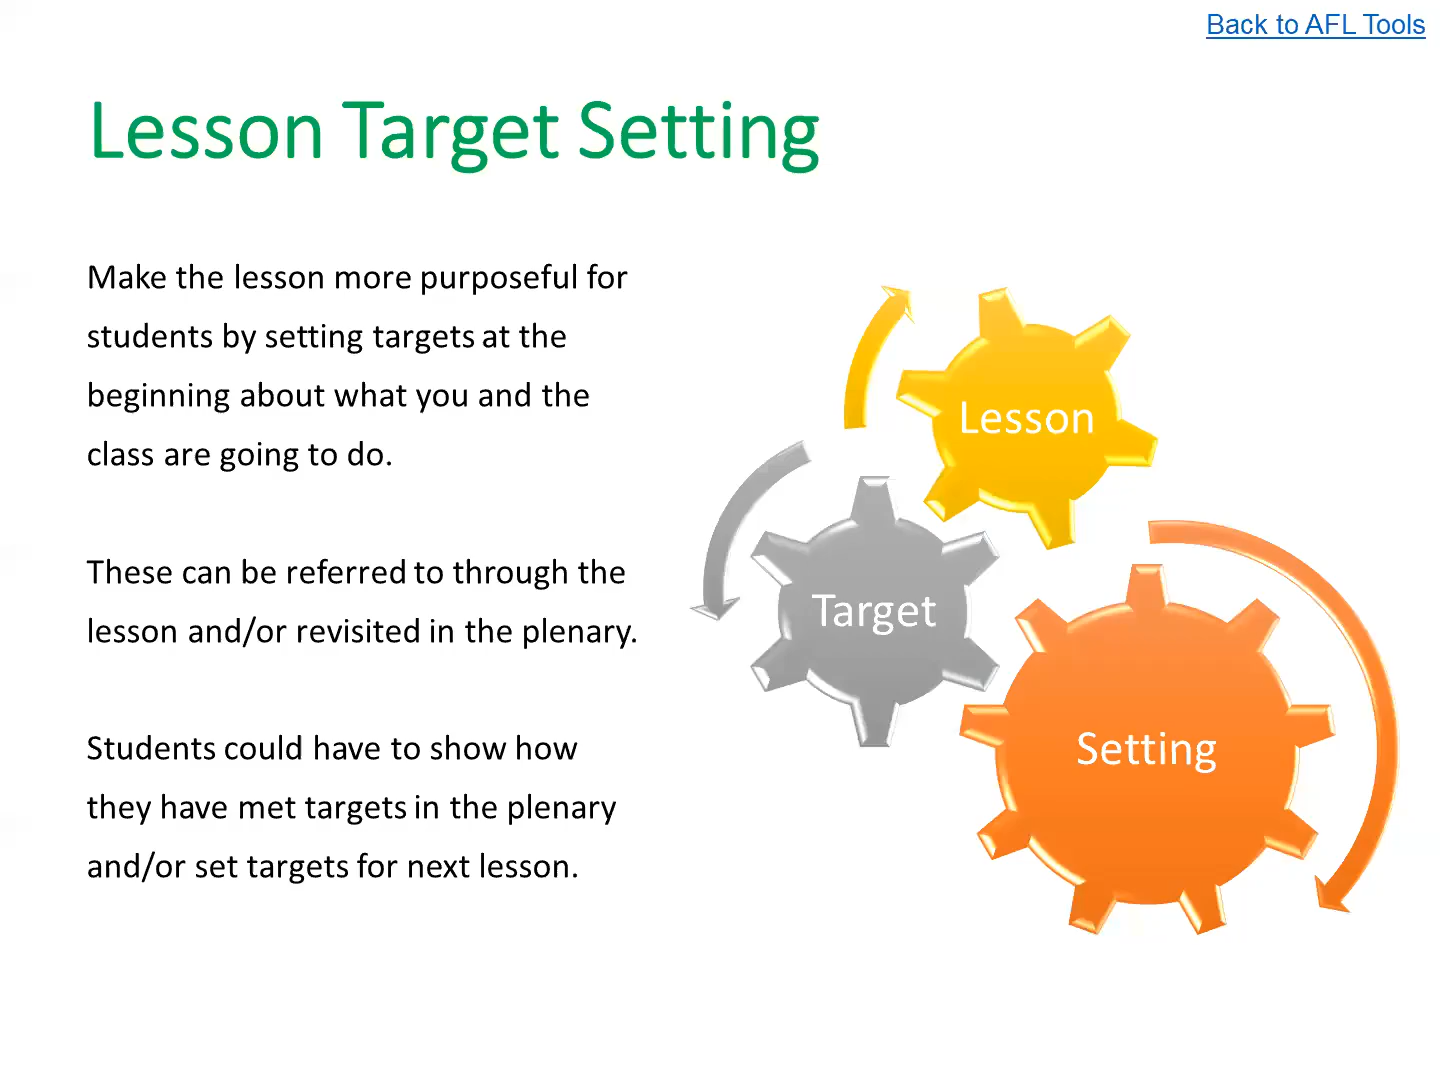 Back to AFL Tools
Lesson Target Setting
Make the lesson more purposeful for
students by setting targets at the
beginning about what you and the
class are going to do.
These can be referred to through the
lesson and/or revisited in the plenary.
Students could have to show how
they have met targets in the plenary
and/or set targets for next lesson.
Lesson
Target
Setting